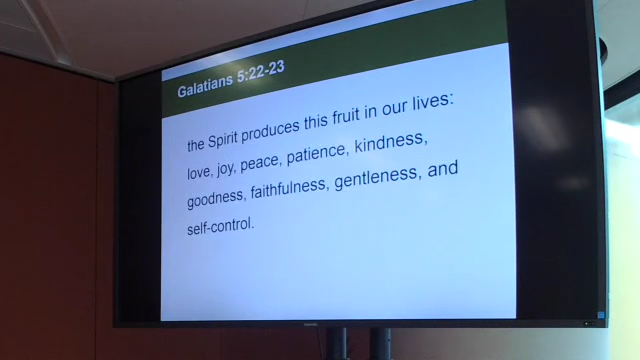 Galatians 5:22-23
the Spirit produces this fruit in our lives:
love, joy, peace, patience, kindness,
goodness, faithfulness, gentleness, and
self-control.